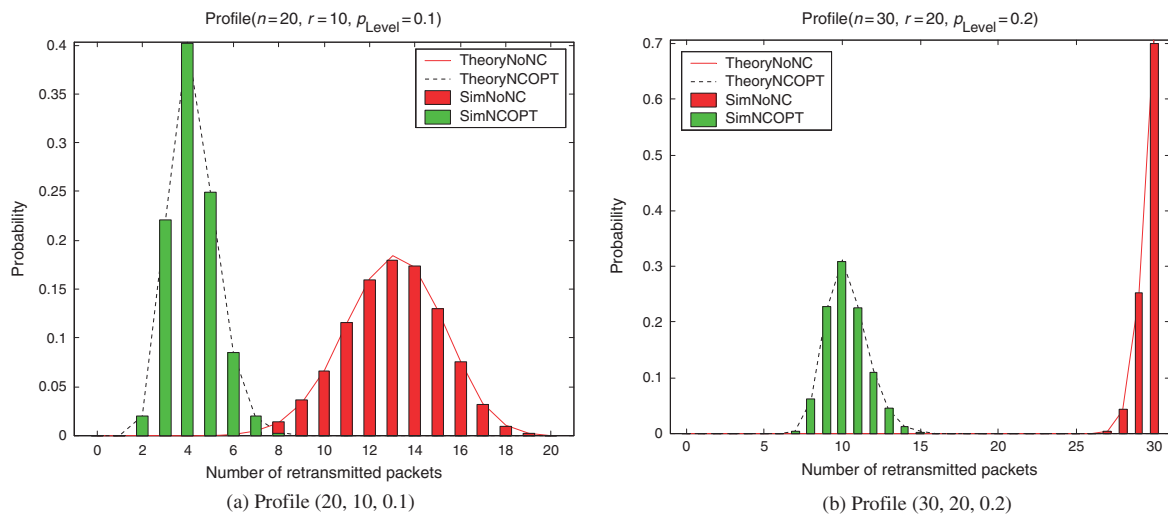 Profile(n=20, r=10, pLevel=0.1)
0.4
0.35
0.3
0.25
0.2
0.15
0.1
0.05
0
Probability
TheoryNoNC
TheoryNCOPT
SimNoNC
SimNCOPT
0 2 4 6 8 10 12 14 16 18 20
Number of retransmitted packets
(a) Profile (20, 10, 0.1)
Profile(n=30, r=20, pLevel=0.2)
0.7
0.6
0.5
0.4
0.3
0.2
0.1
0
Probability
TheoryNoNC
TheoryNCOPT
SimNoNC
SimNCOPT
0 5 10 15 20 25 30
Number of retransmitted packets
(b) Profile (30, 20, 0.2)